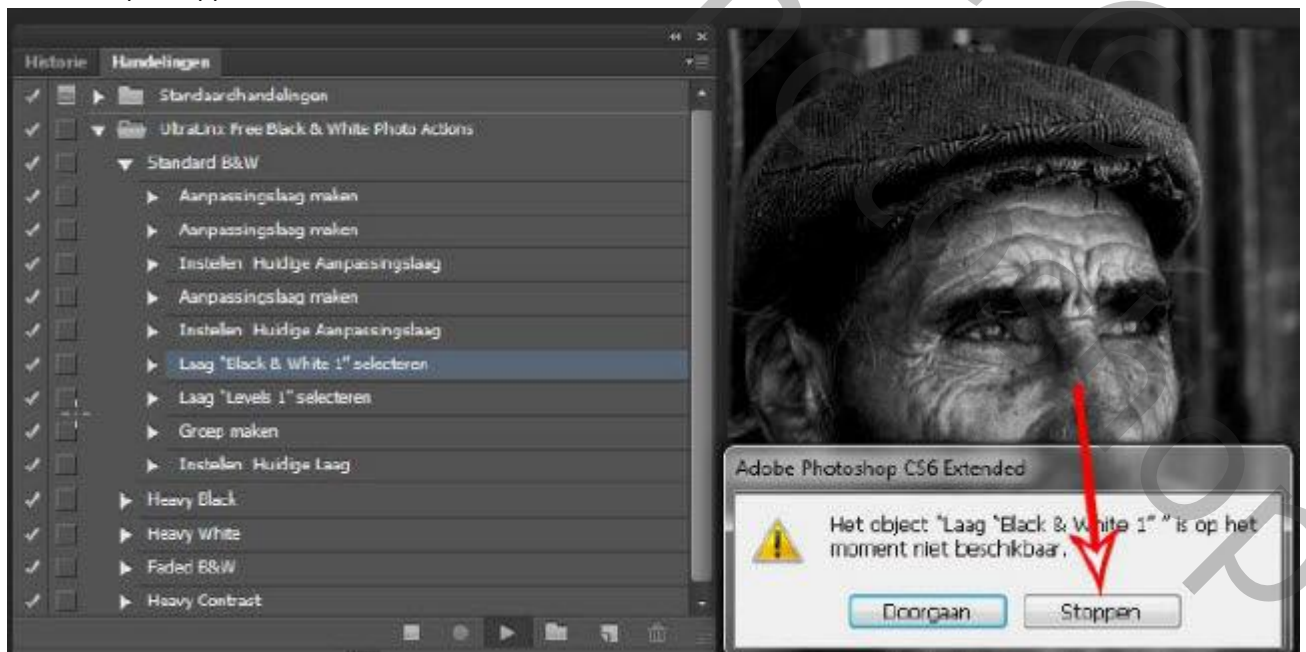 Historie Handelingen
Standaardhandelingen
UltraLinx Free Black & White Photo Actions
Standard B&W
Aanpassingslaag maken
Aanpassingslaag maken
Instellen Huidige Aanpassingslaag
Aanpassingslaag maken
Instellen Huidige Aanpassingslaag
Laag "Black & White 1" selecteren
Laag "Levels 1" selecteren
Groep maken
Instellen Huidige Laag
Heavy Black
Heavy White
Faded B&W
Heavy Contrast
Adobe Photoshop CS6 Extended
Het object "Laag "Black & White 1" " is op het
moment niet beschikbaar.
Doorgaan Stoppen